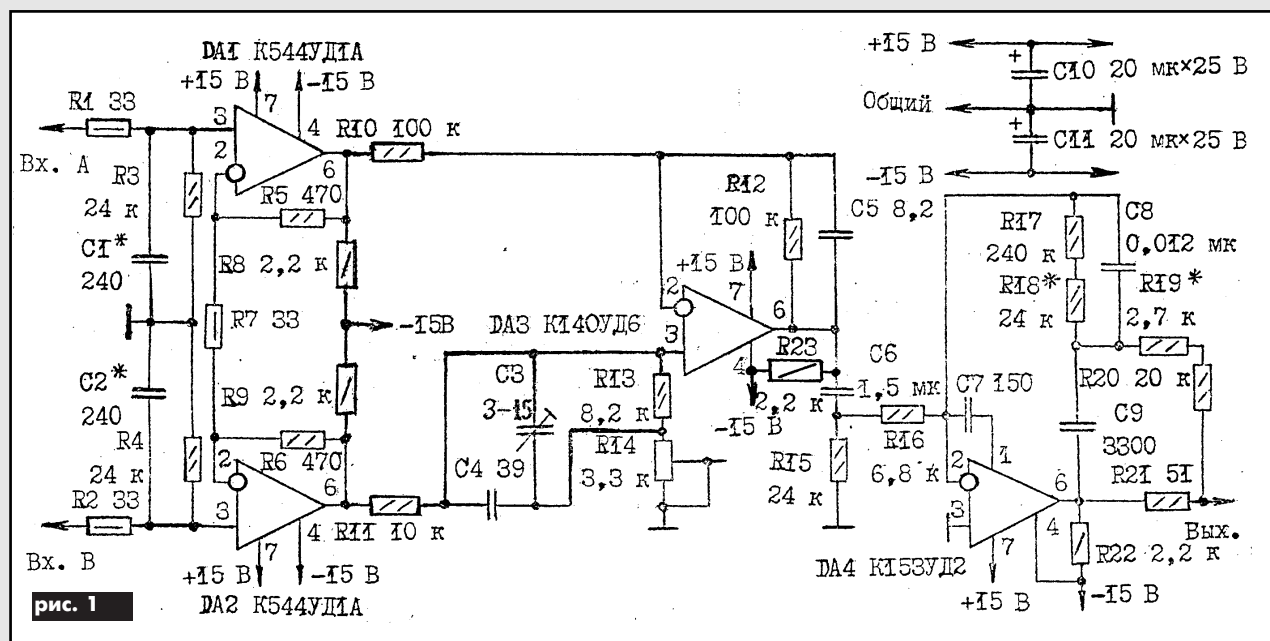 DA1 К544УД1А
+15 В
-15 В
7
4
3
2
6
R1 33
Вх. А
R3
24 к
C1*
240
R10 100 к
R5 470
R8 2,2 к
R7 33
-15В
R9 2,2 к
C2*
240
R4
24 к
R6 470
R2 33
Вх. В
2
3
6
4
7
R11 10 к
+15 В
-15 В
DA2 К544УД1А
DA3 К140УД6
C3
3-15
C4 39
R13
8,2 к
R14
3,3 к
R12
100 к
C5 8,2
+15 В
7
2
3
6
4
-15 В
R23
2,2 к
C6
1,5 мк
R15
24 к
R16
6,8 к
C7 150
+15 В
+
C10 20 мк×25 В
Общий
+
C11 20 мк×25 В
-15 В
R17
240 к
R18*
24 к
C8
0,012 мк
R19*
2,7 к
R20 20 к
C9
3300
R21 51
Вых.
2
3
1
6
4
7
DA4 К153УД2
R22 2,2 к
+15 В
-15 В
рис. 1